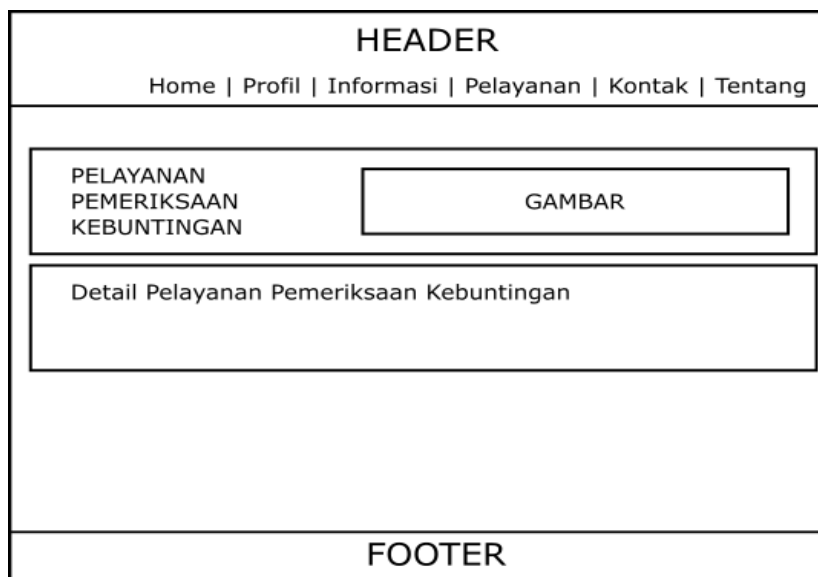 HEADER
Home | Profil | Informasi | Pelayanan | Kontak | Tentang
PELAYANAN
PEMERIKSAAN
KEBUNTINGAN
GAMBAR
Detail Pelayanan Pemeriksaan Kebuntingan
FOOTER